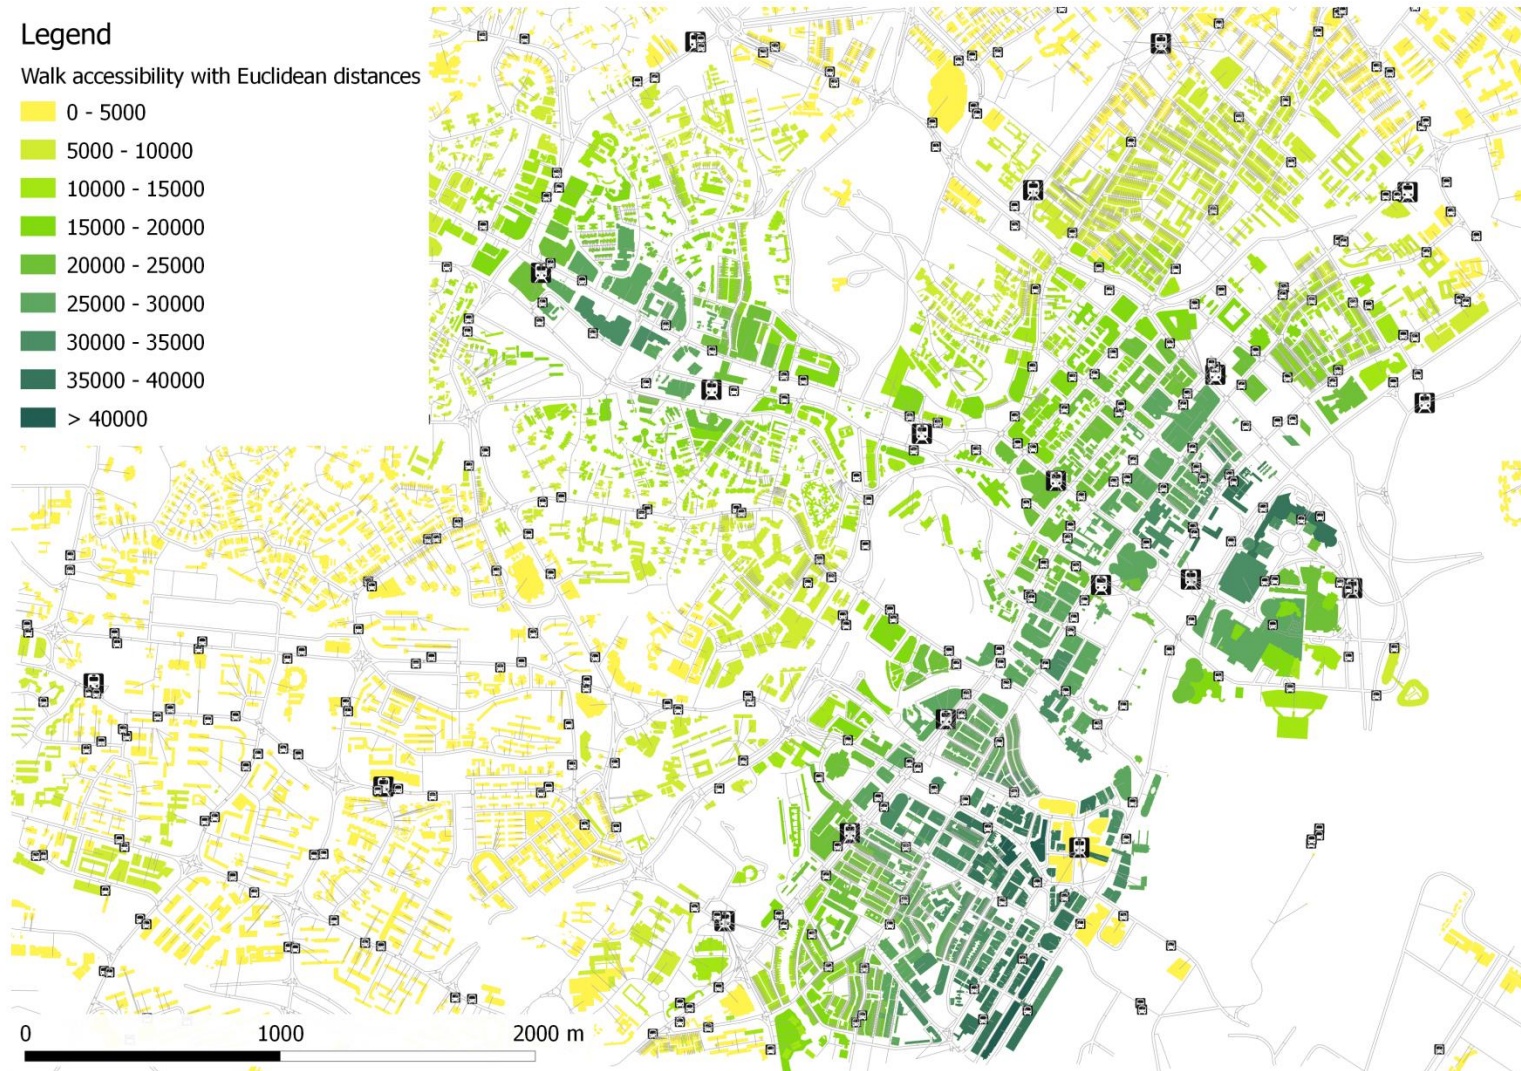 Legend
Walk accessibility with Euclidean distances
0 - 5000
5000 - 10000
10000 - 15000
15000 - 20000
20000 - 25000
25000 - 30000
30000 - 35000
35000 - 40000
> 40000
0 1000 2000 m